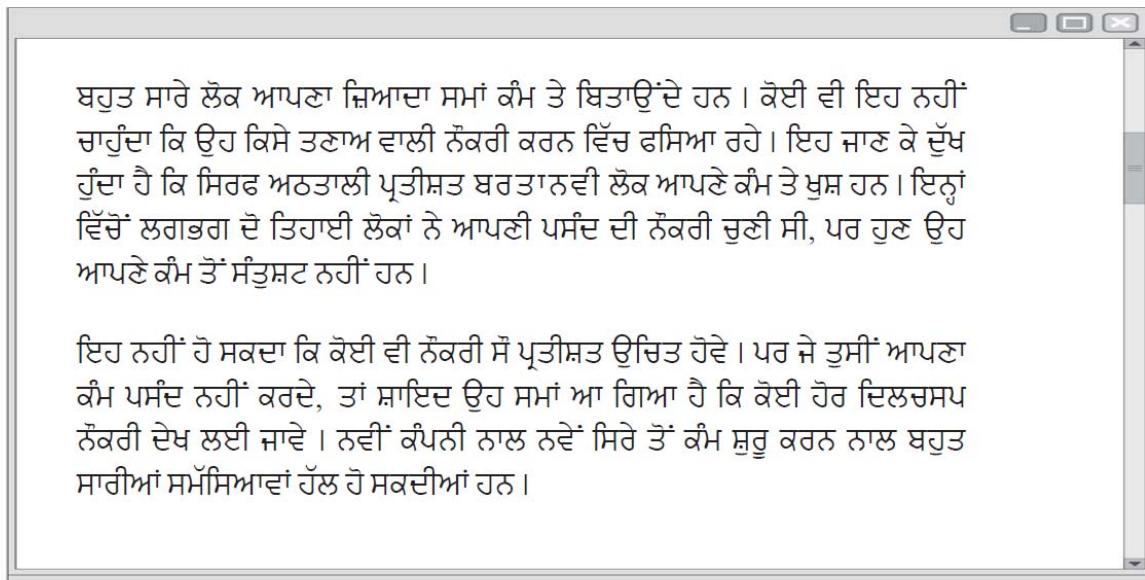 ਬਹੁਤ ਸਾਰੇ ਲੋਕ ਆਪਣਾ ਜ਼ਿਆਦਾ ਸਮਾਂ ਕੰਮ ਤੇ ਬਿਤਾਉਂਦੇ ਹਨ। ਕੋਈ ਵੀ ਇਹ ਨਹੀਂ
ਚਾਹੁੰਦਾ ਕਿ ਉਹ ਕਿਸੇ ਤਣਾਅ ਵਾਲੀ ਨੌਕਰੀ ਕਰਨ ਵਿੱਚ ਫਸਿਆ ਰਹੇ। ਇਹ ਜਾਣ ਕੇ ਦੁੱਖ
ਹੁੰਦਾ ਹੈ ਕਿ ਸਿਰਫ ਅਠਤਾਲੀ ਪ੍ਰਤੀਸ਼ਤ ਬਰਤਾਨਵੀ ਲੋਕ ਆਪਣੇ ਕੰਮ ਤੇ ਖੁਸ਼ ਹਨ। ਇਨ੍ਹਾਂ
ਵਿੱਚੋਂ ਲਗਭਗ ਦੋ ਤਿਹਾਈ ਲੋਕਾਂ ਨੇ ਆਪਣੀ ਪਸੰਦ ਦੀ ਨੌਕਰੀ ਚੁਣੀ ਸੀ, ਪਰ ਹੁਣ ਉਹ
ਆਪਣੇ ਕੰਮ ਤੋਂ ਸੰਤੁਸ਼ਟ ਨਹੀਂ ਹਨ।
ਇਹ ਨਹੀਂ ਹੋ ਸਕਦਾ ਕਿ ਕੋਈ ਵੀ ਨੌਕਰੀ ਸੌ ਪ੍ਰਤੀਸ਼ਤ ਉਚਿਤ ਹੋਵੇ। ਪਰ ਜੇ ਤੁਸੀਂ ਆਪਣਾ
ਕੰਮ ਪਸੰਦ ਨਹੀਂ ਕਰਦੇ, ਤਾਂ ਸ਼ਾਇਦ ਉਹ ਸਮਾਂ ਆ ਗਿਆ ਹੈ ਕਿ ਕੋਈ ਹੋਰ ਦਿਲਚਸਪ
ਨੌਕਰੀ ਦੇਖ ਲਈ ਜਾਵੇ। ਨਵੀਂ ਕੰਪਨੀ ਨਾਲ ਨਵੇਂ ਸਿਰੇ ਤੋਂ ਕੰਮ ਸ਼ੁਰੂ ਕਰਨ ਨਾਲ ਬਹੁਤ
ਸਾਰੀਆਂ ਸਮੱਸਿਆਵਾਂ ਹੱਲ ਹੋ ਸਕਦੀਆਂ ਹਨ।